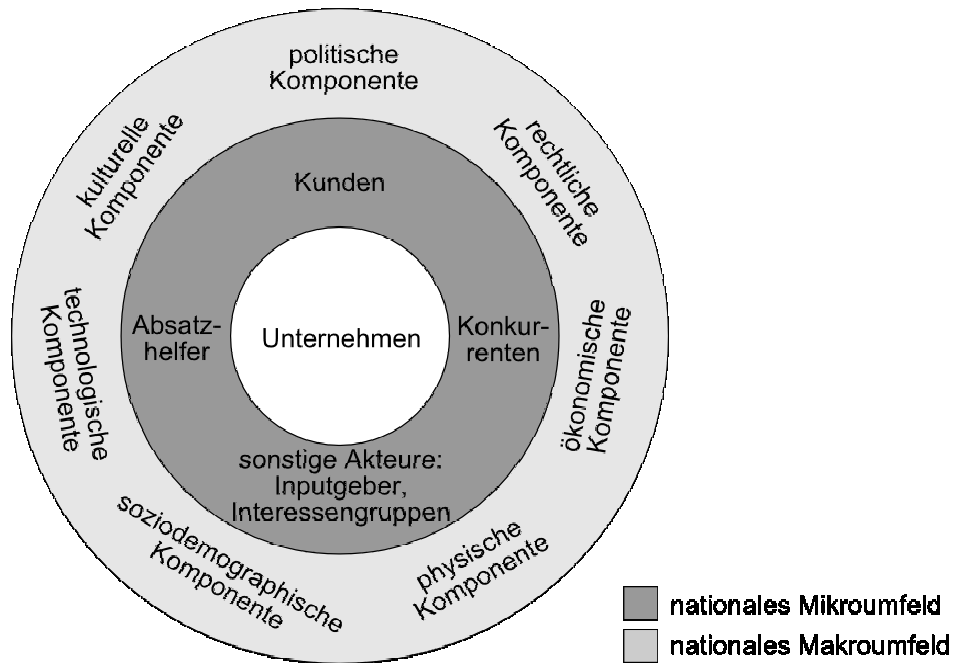 politische
Komponente
kulturelle
Komponente
rechtliche
Komponente
Kunden
technologische
Komponente
Absatz-
helfer
Unternehmen
Konkur-
renten
ökonomische
Komponente
sonstige Akteure:
Inputgeber,
Interessengruppen
soziodemographische
Komponente
physische
Komponente
nationales Mikroumfeld
nationales Makroumfeld